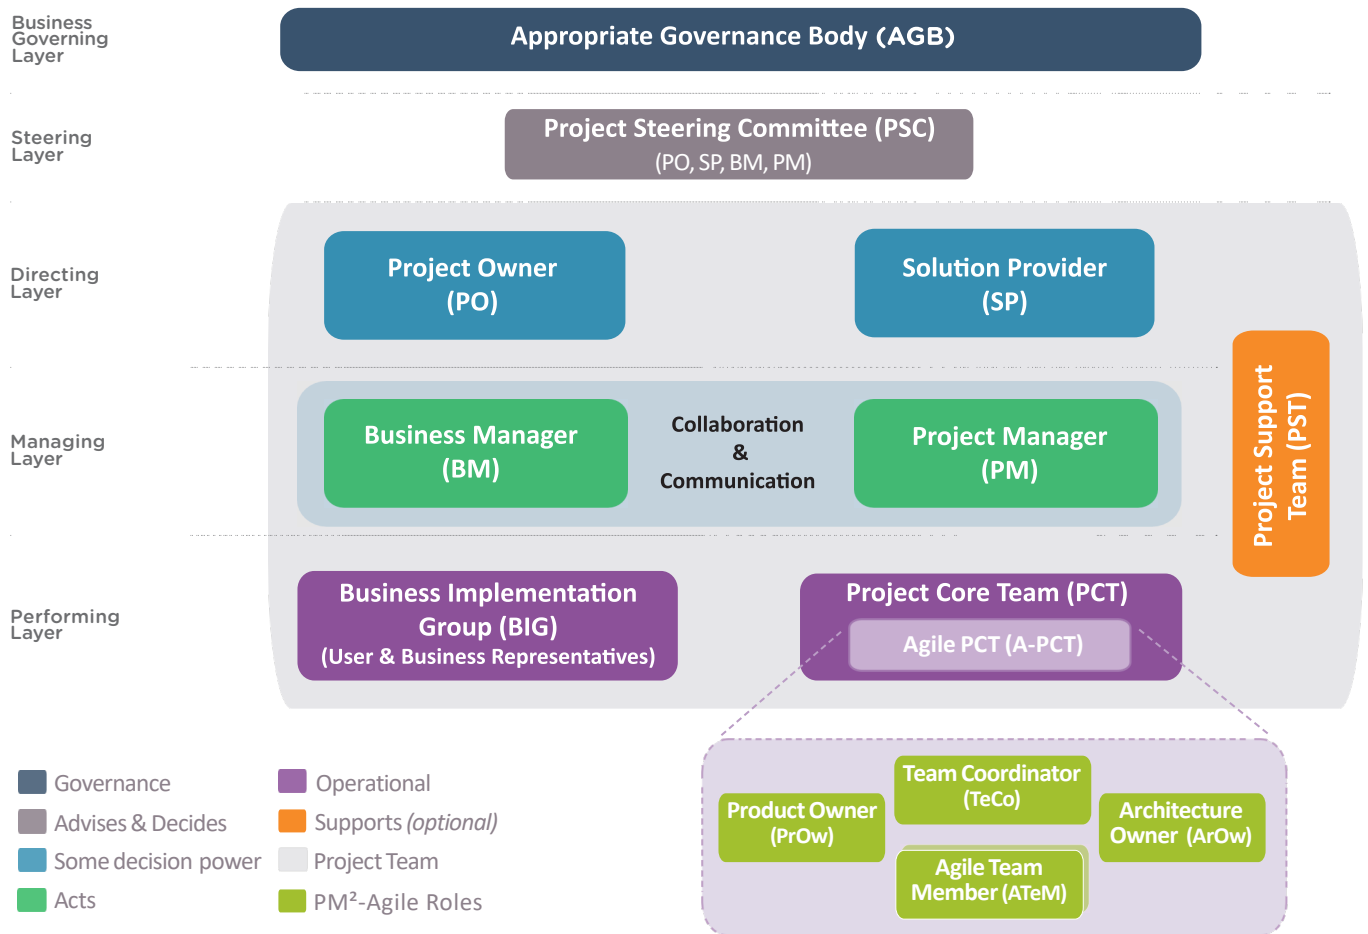 Business
Governing
Layer
Appropriate Governance Body (AGB)
Steering
Layer
Project Steering Committee (PSC)
(PO, SP, BM, PM)
Directing
Layer
Project Owner
(PO)
Solution Provider
(SP)
Managing
Layer
Business Manager
(BM)
Collaboration
&
Communication
Project Manager
(PM)
Project Support
Team (PST)
Performing
Layer
Business Implementation
Group (BIG)
(User & Business Representatives)
Project Core Team (PCT)
Agile PCT (A-PCT)
Product Owner
(PrOw)
Team Coordinator
(TeCo)
Architecture
Owner (ArOw)
Agile Team
Member (ATeM)
Governance
Advises & Decides
Some decision power
Acts
Operational
Supports (optional)
Project Team
PM²-Agile Roles